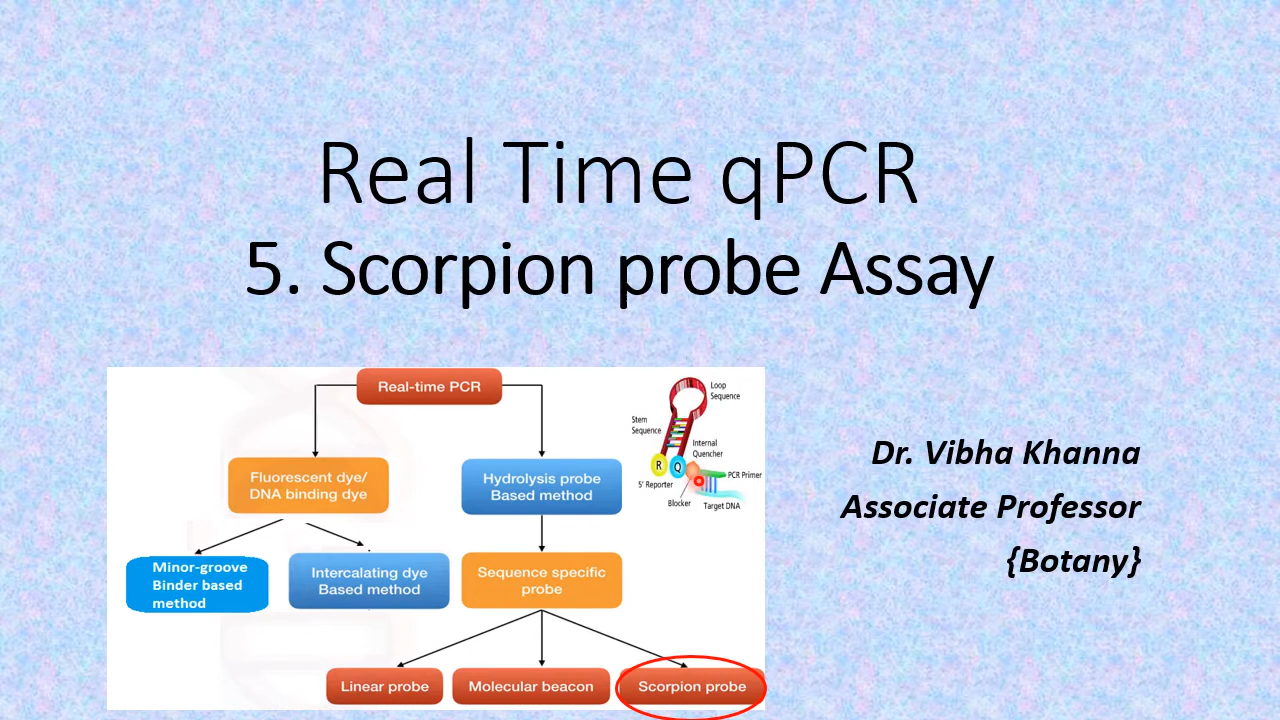 Real Time qPCR
5. Scorpion probe Assay
Real-time PCR
Loop
Sequence
Stem
Sequence
Internal
Quencher
R
Q
PCR Primer
5' Reporter
Blocker
Target DNA
Fluorescent dye/
DNA binding dye
Hydrolysis probe
Based method
Minor-groove
Binder based
method
Intercalating dye
Based method
Sequence specific
probe
Linear probe
Molecular beacon
Scorpion probe
Dr. Vibha Khanna
Associate Professor
{Botany}